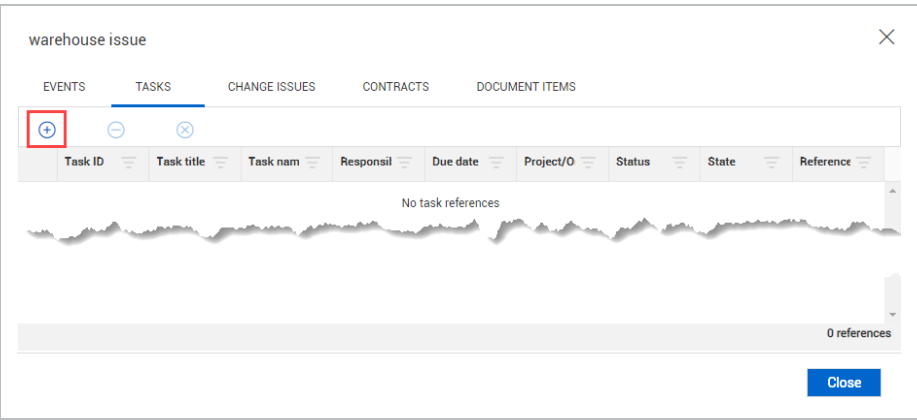 warehouse issue
EVENTS TASKS CHANGE ISSUES CONTRACTS DOCUMENT ITEMS
Task ID Task title Task nam Responsil Due date Project/O Status State Reference
No task references
0 references
Close